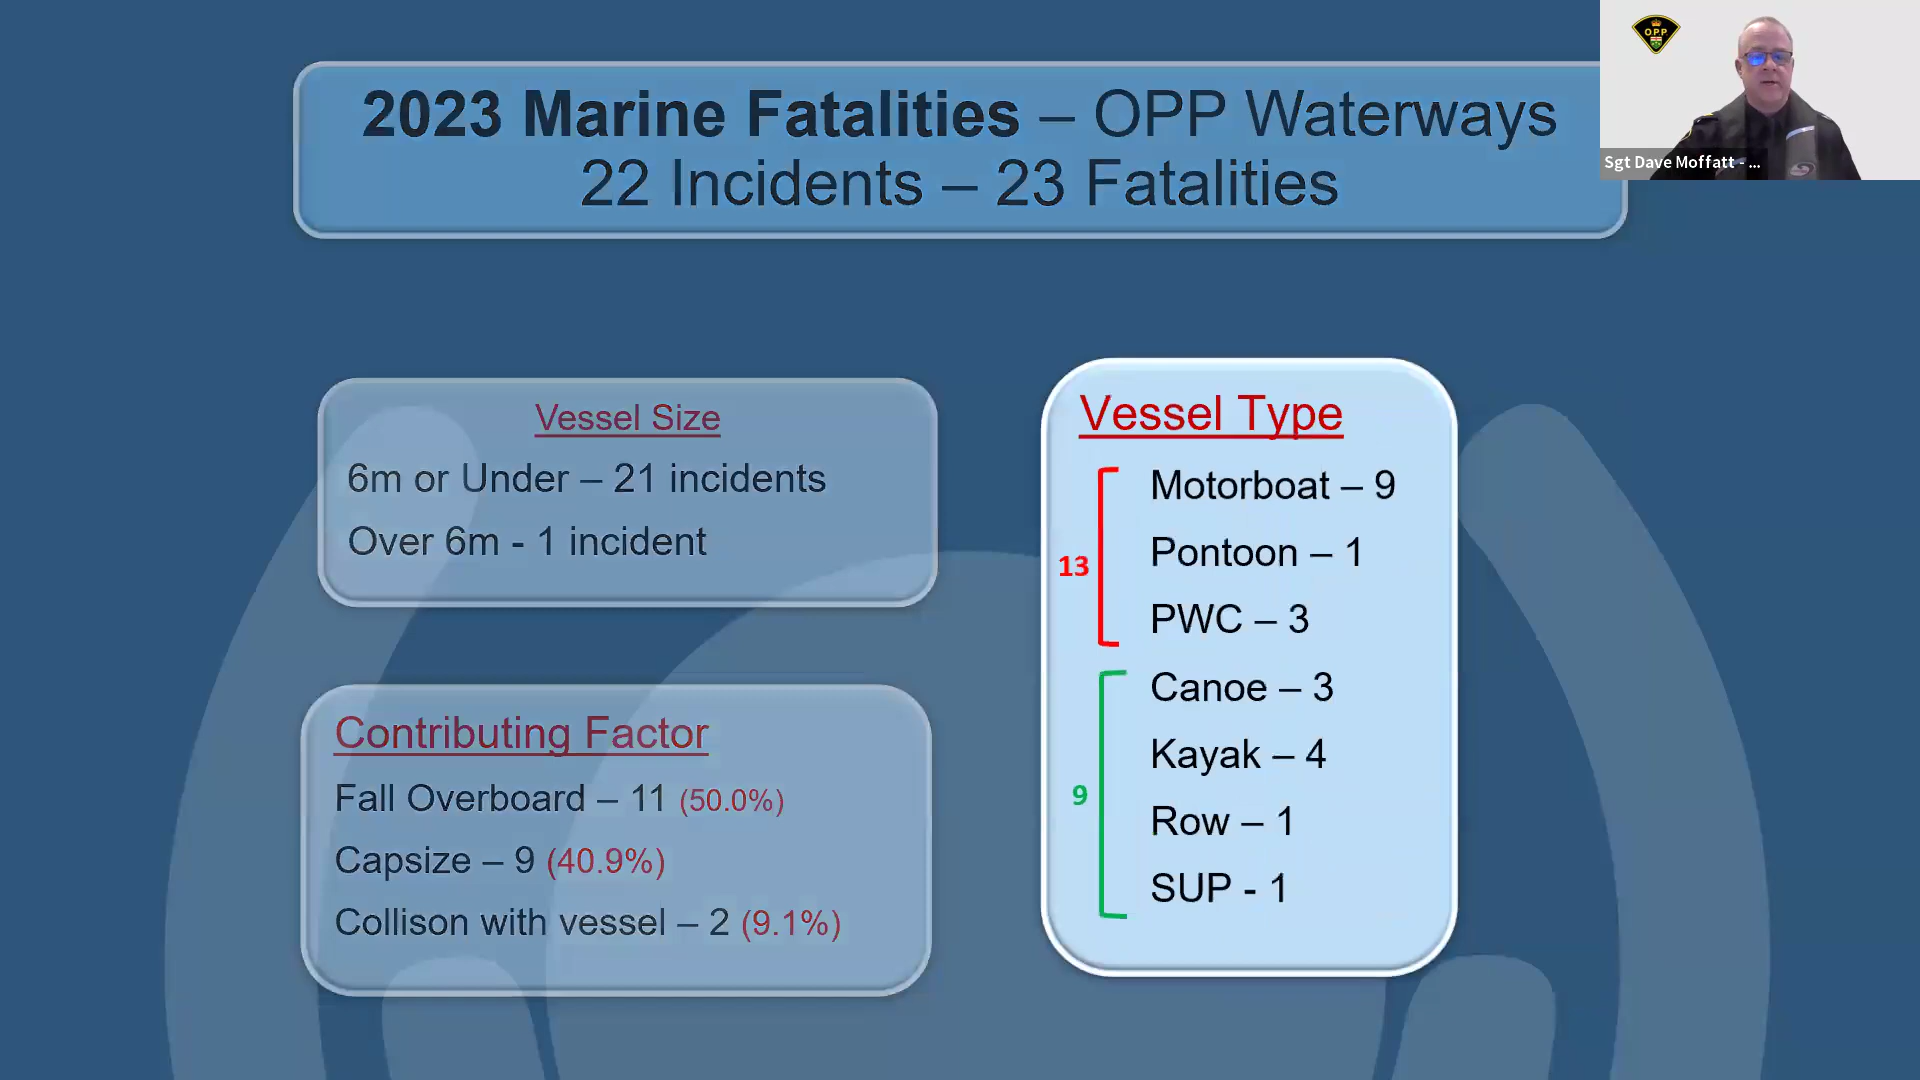 2023 Marine Fatalities – OPP Waterways
22 Incidents – 23 Fatalities
OPP
Sgt Dave Moffatt - ...
Vessel Size
6m or Under – 21 incidents
Over 6m - 1 incident
Contributing Factor
Fall Overboard – 11 (50.0%)
Capsize – 9 (40.9%)
Collison with vessel – 2 (9.1%)
Vessel Type
13
Motorboat – 9
Pontoon – 1
PWC – 3
9
Canoe – 3
Kayak – 4
Row – 1
SUP - 1